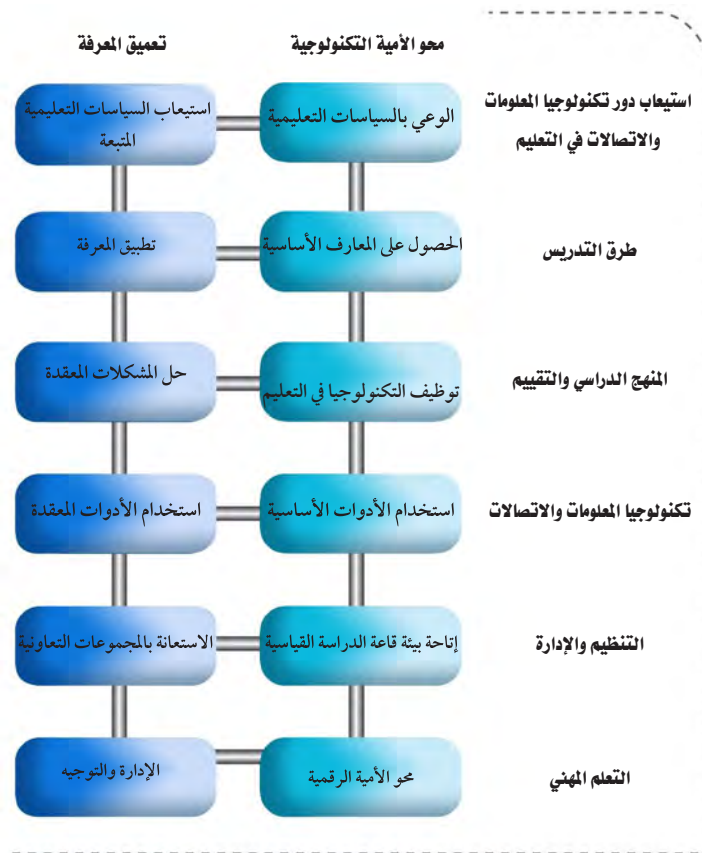 محو الأمية التكنولوجية
تعميق المعرفة
استيعاب دور تكنولوجيا المعلومات
والاتصالات في التعليم
الوعي بالسياسات التعليمية
استيعاب السياسات التعليمية
المتبعة
طرق التدريس
الحصول على المعارف الأساسية
تطبيق المعرفة
المنهج الدراسي والتقييم
توظيف التكنولوجيا في التعليم
حل المشكلات المعقدة
تكنولوجيا المعلومات والاتصالات
استخدام الأدوات الأساسية
استخدام الأدوات المعقدة
التنظيم والإدارة
إتاحة بيئة قاعة الدراسة القياسية
الاستعانة بالمجموعات التعاونية
التعلم المهني
محو الأمية الرقمية
الإدارة والتوجيه